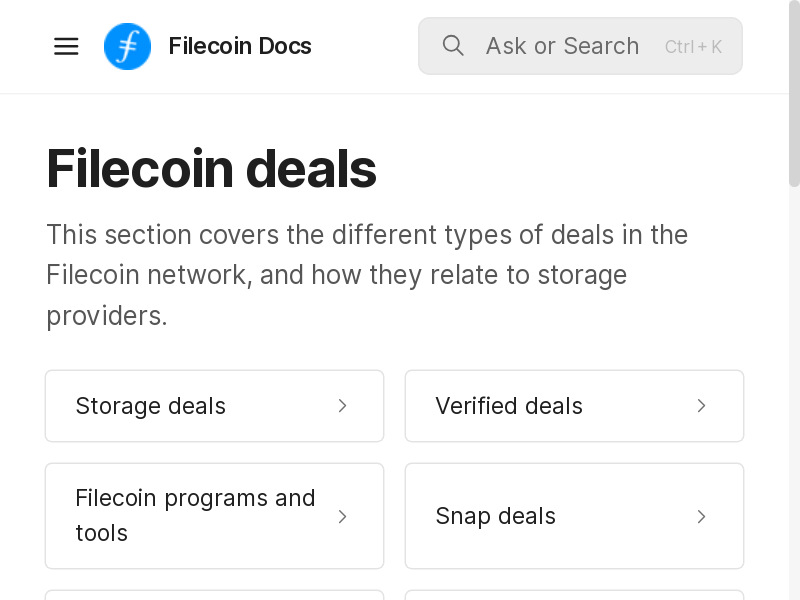 Filecoin Docs
Ask or Search
Ctrl + K
Filecoin deals
This section covers the different types of deals in the
Filecoin network, and how they relate to storage
providers.
Storage deals
Verified deals
Filecoin programs and
tools
Snap deals